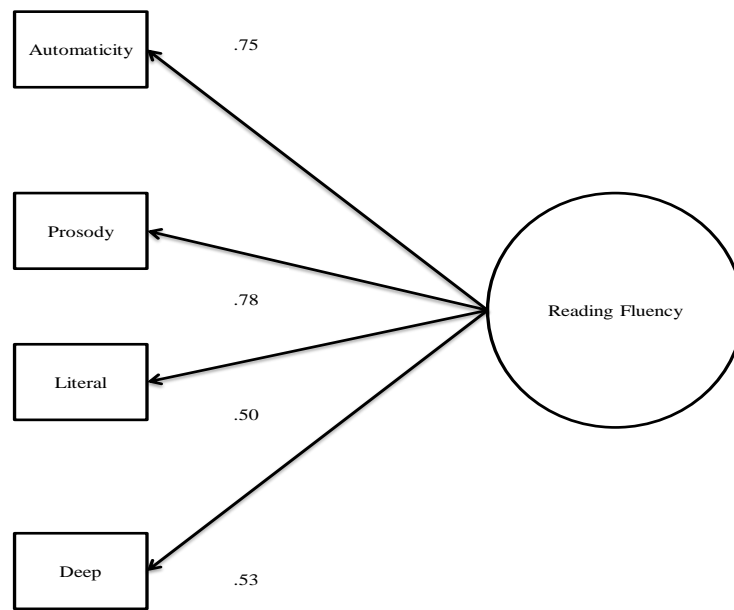 Automaticity
.75
Prosody
.78
Reading Fluency
Literal
.50
Deep
.53